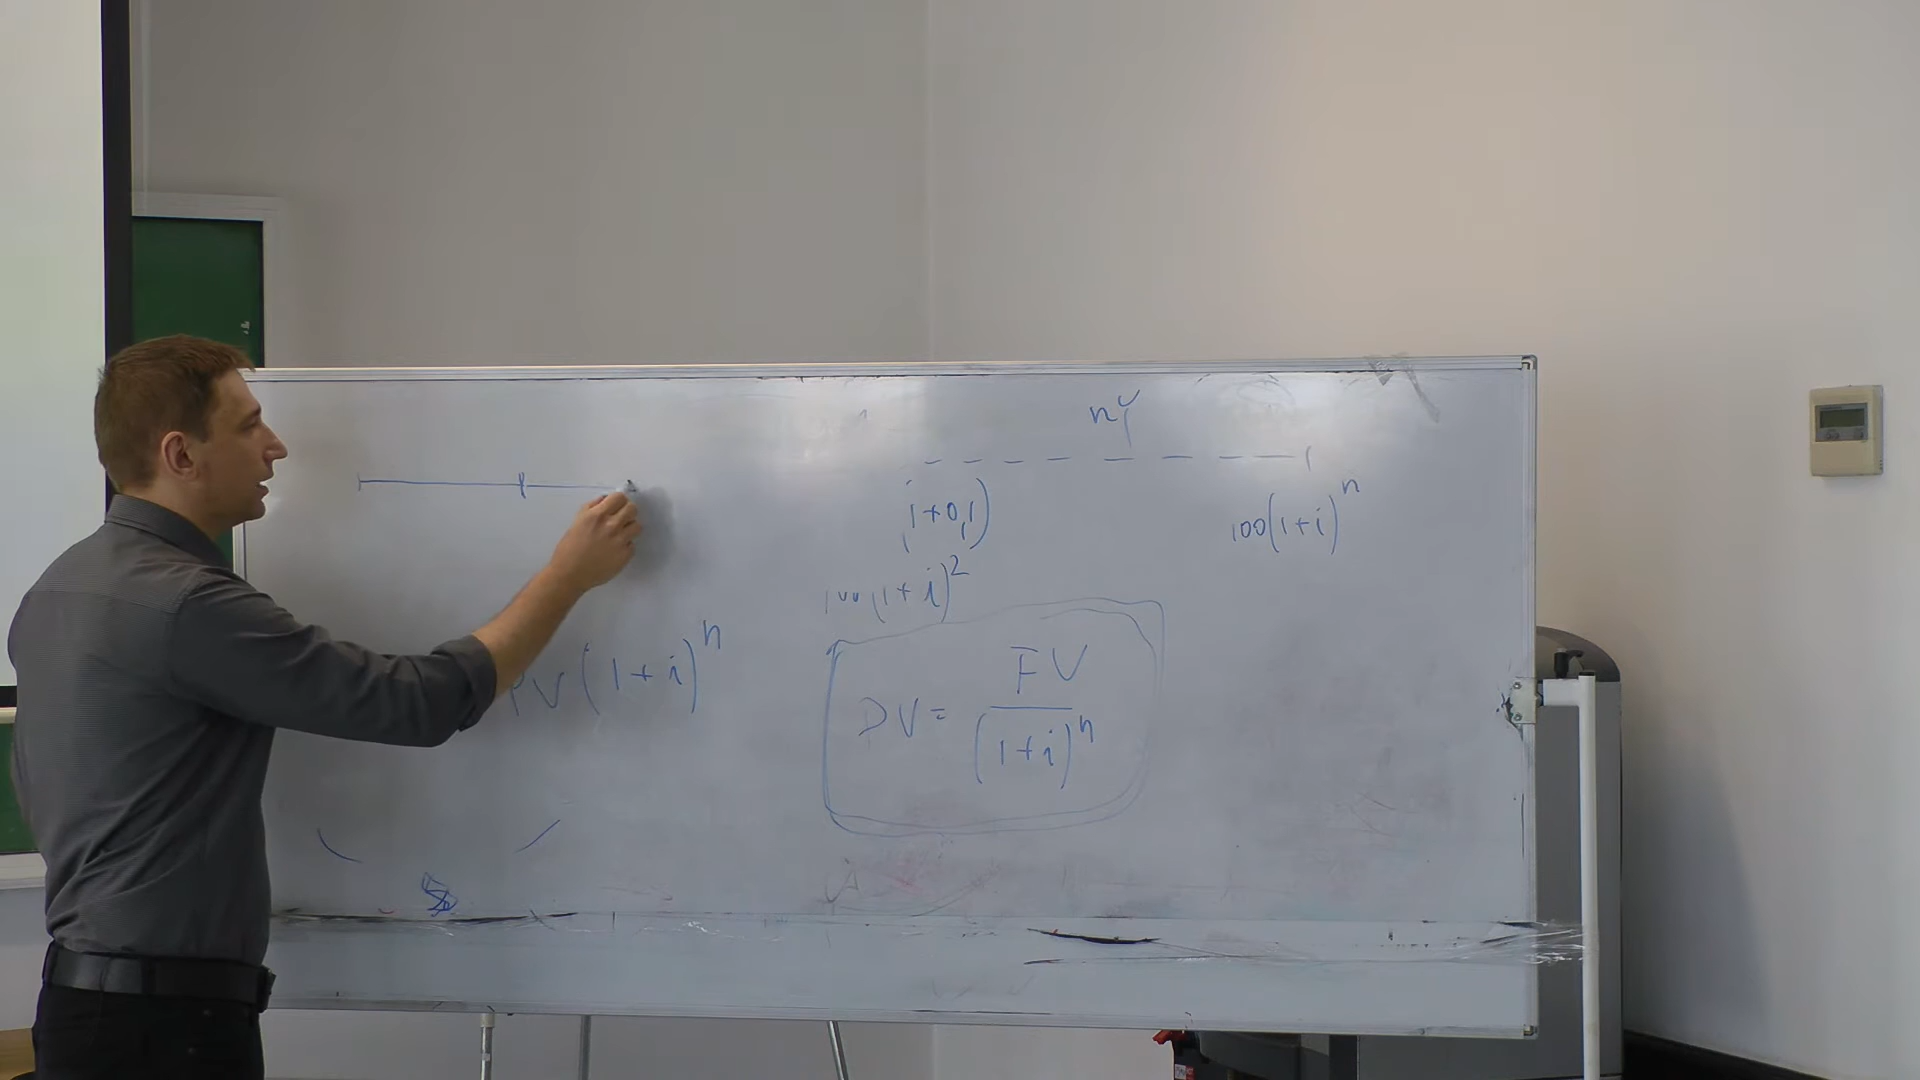 n
1+0,1)
100(1+i)^n
100(1+i)^2
PV(1+i)^n
PV = FV/(1+i)^n